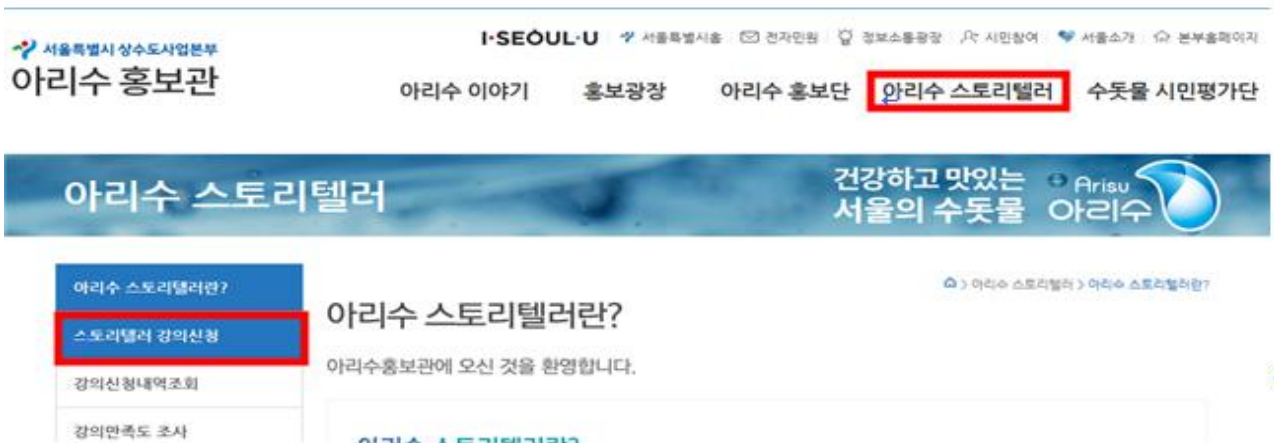 서울특별시 상수도사업본부
아리수 홍보관
I·SEOUL·U 서울특별시홈 전자민원 정보소통광장 시민참여 서울소개 본부홈페이지
아리수 이야기 홍보광장 아리수 홍보단 아리수 스토리텔러 수돗물 시민평가단
아리수 스토리텔러
건강하고 맛있는
서울의 수돗물
Arisu
아리수
아리수 스토리텔러란?
스토리텔러 강의신청
강의신청내역조회
강의만족도 조사
> 아리수 스토리텔러 > 아리수 스토리텔러란?
아리수 스토리텔러란?
아리수홍보관에 오신 것을 환영합니다.
아리수 스토리텔러란?